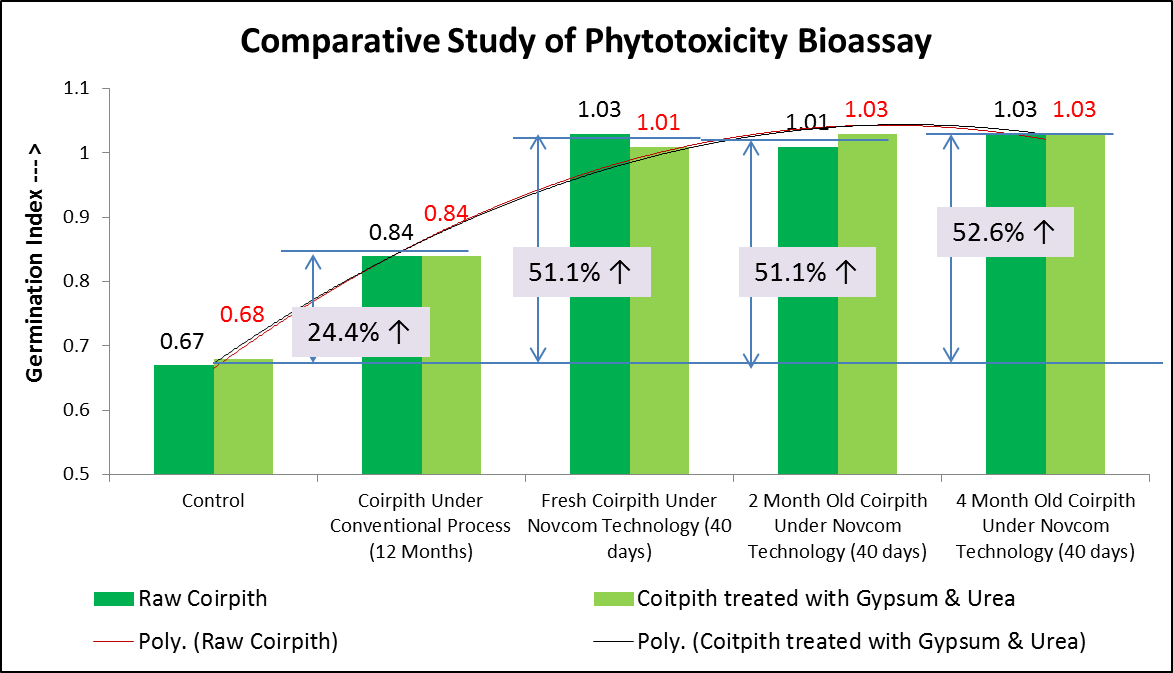 Comparative Study of Phytotoxicity Bioassay
Germination Index ---->
1.1
1
0.9
0.8
0.7
0.6
0.5
0.67
0.68
0.84
0.84
1.03
1.01
1.01
1.03
1.03
1.03
24.4% ↑
51.1% ↑
51.1% ↑
52.6% ↑
Control
Coirpith Under
Conventional Process
(12 Months)
Fresh Coirpith Under
Novcom Technology (40
days)
2 Month Old Coirpith
Under Novcom
Technology (40 days)
4 Month Old Coirpith
Under Novcom
Technology (40 days)
Raw Coirpith
Coitpith treated with Gypsum & Urea
Poly. (Raw Coirpith)
Poly. (Coitpith treated with Gypsum & Urea)